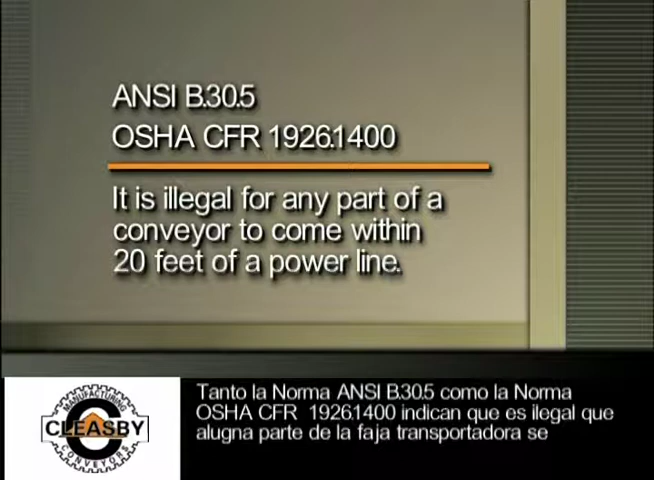 ANSI B.30.5
OSHA CFR 1926.1400
It is illegal for any part of a
conveyor to come within
20 feet of a power line.
MANUFACTURING
CLEASBY
CONVEYORS
Tanto la Norma ANSI B.30.5 como la Norma
OSHA CFR 1926.1400 indican que es ilegal que
alugna parte de la faja transportadora se